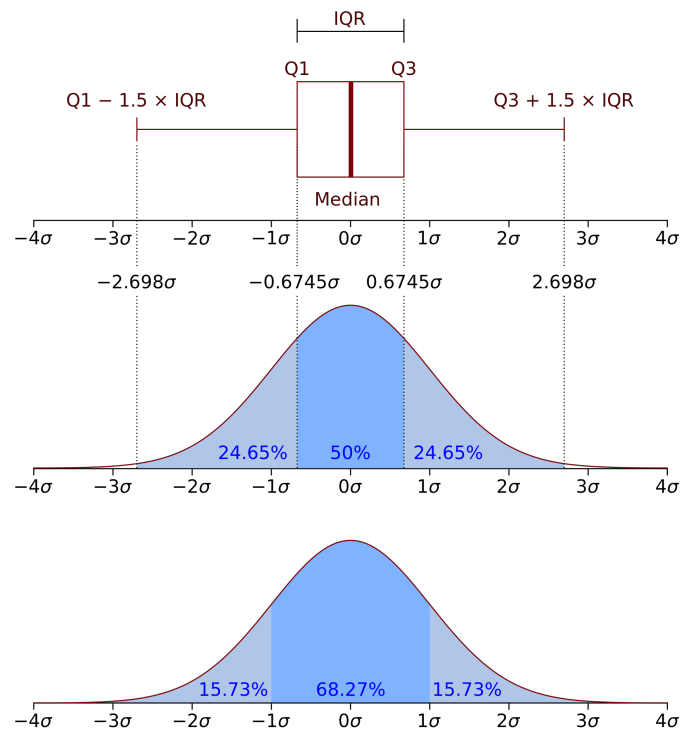 IQR
Q1 Q3
Q1 − 1.5 × IQR Q3 + 1.5 × IQR
Median
−4σ −3σ −2σ −1σ 0σ 1σ 2σ 3σ 4σ
−2.698σ −0.6745σ 0.6745σ 2.698σ
24.65% 50% 24.65%
−4σ −3σ −2σ −1σ 0σ 1σ 2σ 3σ 4σ
15.73% 68.27% 15.73%
−4σ −3σ −2σ −1σ 0σ 1σ 2σ 3σ 4σ